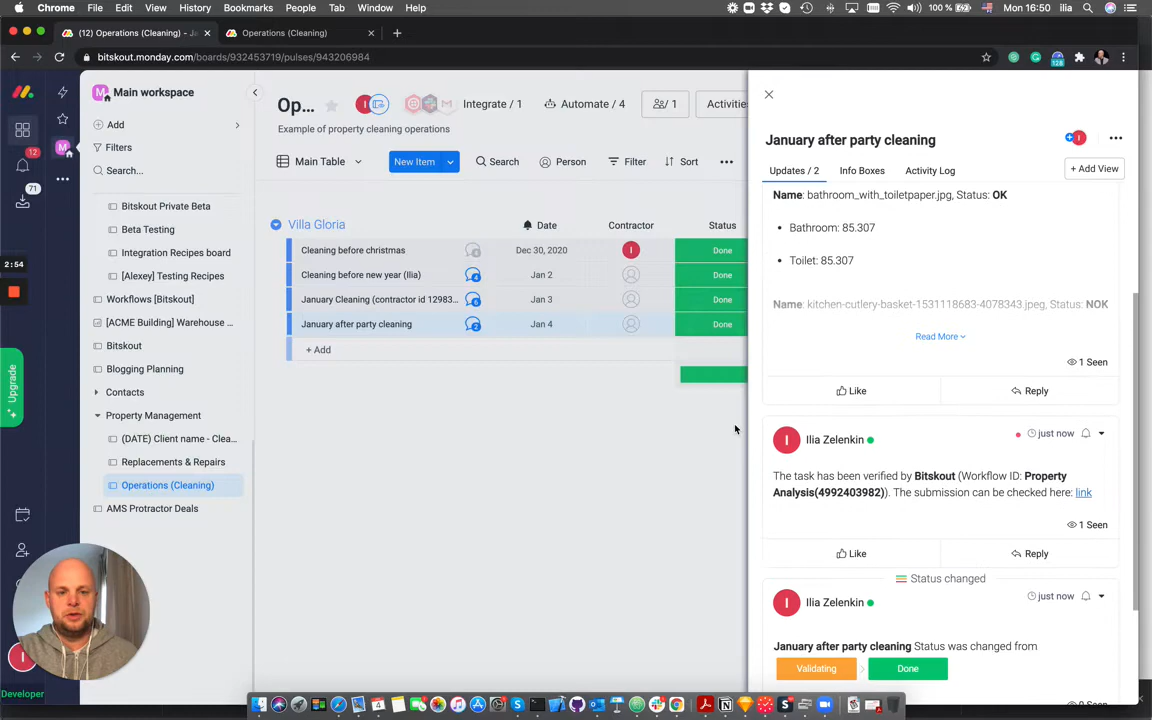 Chrome File Edit View History Bookmarks People Tab Window Help 100 % Mon 16:50 ilia
(12) Operations (Cleaning) - Ja
Operations (Cleaning)
bitskout.monday.com/boards/932453719/pulses/943206984
128
M Main workspace
Add
Filters
Search...
12
71
2:54
Upgrade
Developer
Bitskout Private Beta
Beta Testing
Integration Recipes board
[Alexey] Testing Recipes
Workflows [Bitskout]
[ACME Building] Warehouse ...
Bitskout
Blogging Planning
Contacts
Property Management
(DATE) Client name - Clea...
Replacements & Repairs
Operations (Cleaning)
AMS Protractor Deals
Op...
Integrate / 1
Automate / 4
/ 1
Activities
Example of property cleaning operations
Main Table
New Item
Search
Person
Filter
Sort
Villa Gloria
Date
Contractor
Status
Cleaning before christmas Dec 30, 2020 I Done
Cleaning before new year (Ilia) Jan 2 Done
January Cleaning (contractor id 12983... Jan 3 Done
January after party cleaning Jan 4 Done
+ Add
January after party cleaning
Updates / 2
Info Boxes
Activity Log
+ Add View
Name: bathroom_with_toiletpaper.jpg, Status: OK
Bathroom: 85.307
Toilet: 85.307
Name: kitchen-cutlery-basket-1531118683-4078343.jpeg, Status: NOK
Read More
1 Seen
Like
Reply
I Ilia Zelenkin just now
The task has been verified by Bitskout (Workflow ID: Property
Analysis(4992403982)). The submission can be checked here: link
1 Seen
Like
Reply
Status changed
I Ilia Zelenkin just now
January after party cleaning Status was changed from
Validating Done